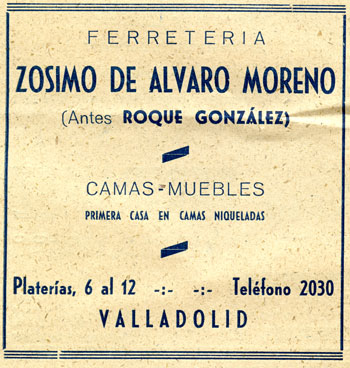 FERRETERIA
ZOSIMO DE ALVARO MORENO
(Antes ROQUE GONZÁLEZ)
CAMAS-MUEBLES
PRIMERA CASA EN CAMAS NIQUELADAS
Platerías, 6 al 12 -:- -:- Teléfono 2030
VALLADOLID